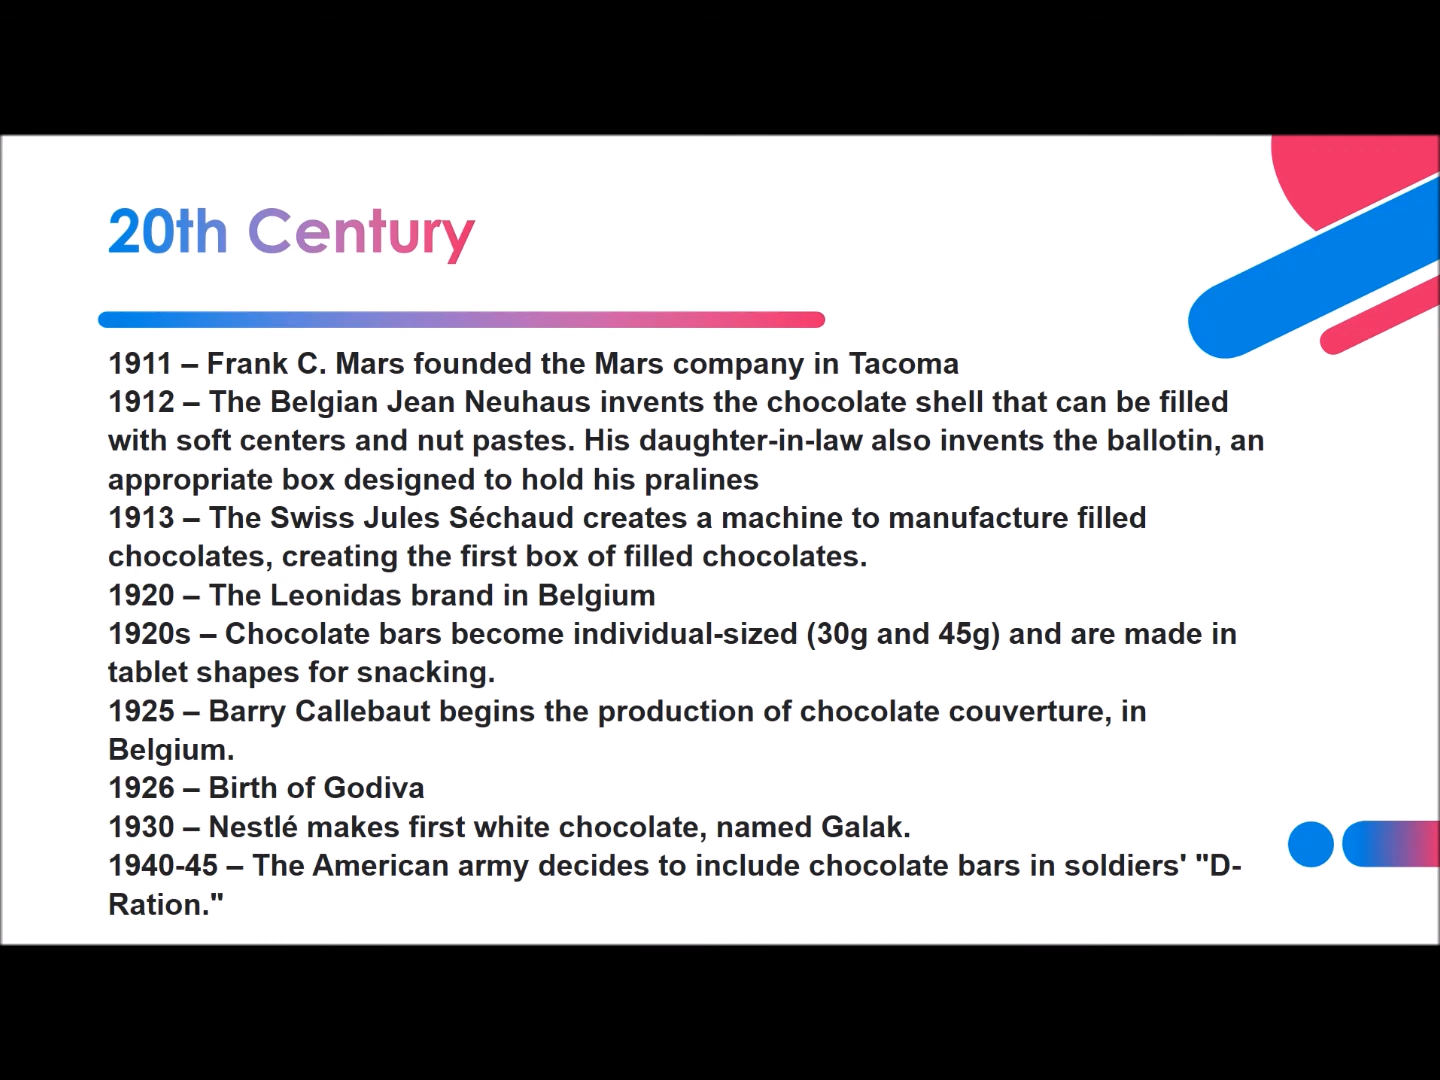 20th Century
1911 – Frank C. Mars founded the Mars company in Tacoma
1912 – The Belgian Jean Neuhaus invents the chocolate shell that can be filled
with soft centers and nut pastes. His daughter-in-law also invents the ballotin, an
appropriate box designed to hold his pralines
1913 – The Swiss Jules Séchaud creates a machine to manufacture filled
chocolates, creating the first box of filled chocolates.
1920 – The Leonidas brand in Belgium
1920s – Chocolate bars become individual-sized (30g and 45g) and are made in
tablet shapes for snacking.
1925 – Barry Callebaut begins the production of chocolate couverture, in
Belgium.
1926 – Birth of Godiva
1930 – Nestlé makes first white chocolate, named Galak.
1940-45 – The American army decides to include chocolate bars in soldiers' "D-
Ration."